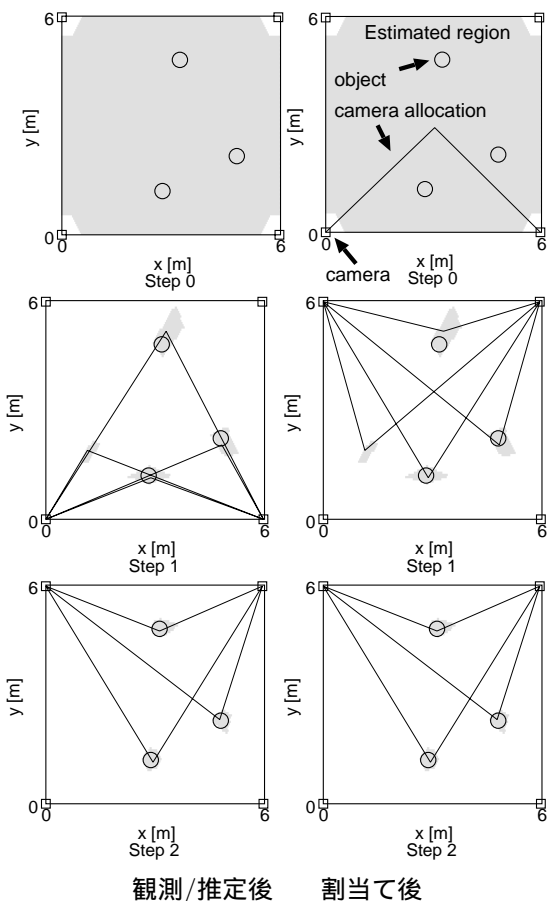 6
y [m]
0
0
6
x [m]
Step 0
6
Estimated region
object
camera allocation
y [m]
0
0
6
camera
x [m]
Step 0
6
y [m]
0
0
6
x [m]
Step 1
6
y [m]
0
0
6
x [m]
Step 1
6
y [m]
0
0
6
x [m]
Step 2
6
y [m]
0
0
6
x [m]
Step 2
観測/推定後 割当て後